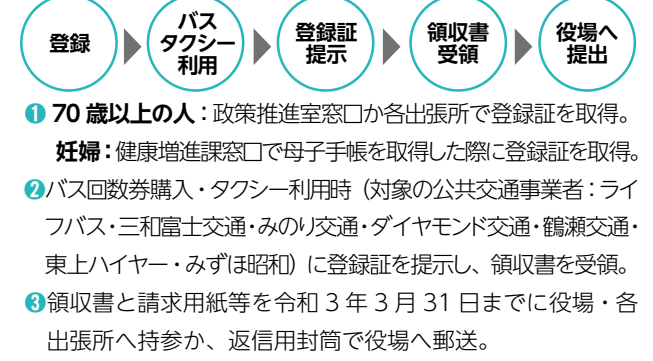 登録
バス
タクシー
利用
登録証
提示
領収書
受領
役場へ
提出
❶ 70歳以上の人：政策推進室窓口か各出張所で登録証を取得。
妊婦：健康増進課窓口で母子手帳を取得した際に登録証を取得。
❷バス回数券購入・タクシー利用時（対象の公共交通事業者：ライ
フバス・三和富士交通・みのり交通・ダイヤモンド交通・鶴瀬交通・
東上ハイヤー・みずほ昭和）に登録証を提示し、領収書を受領。
❸領収書と請求用紙等を令和３年３月31日までに役場・各
出張所へ持参か、返信用封筒で役場へ郵送。